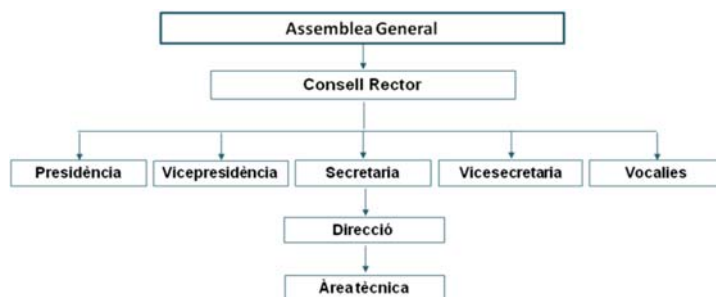 Assemblea General
Consell Rector
Presidència
Vicepresidència
Secretaria
Vicesecretaria
Vocalies
Direcció
Àrea tècnica